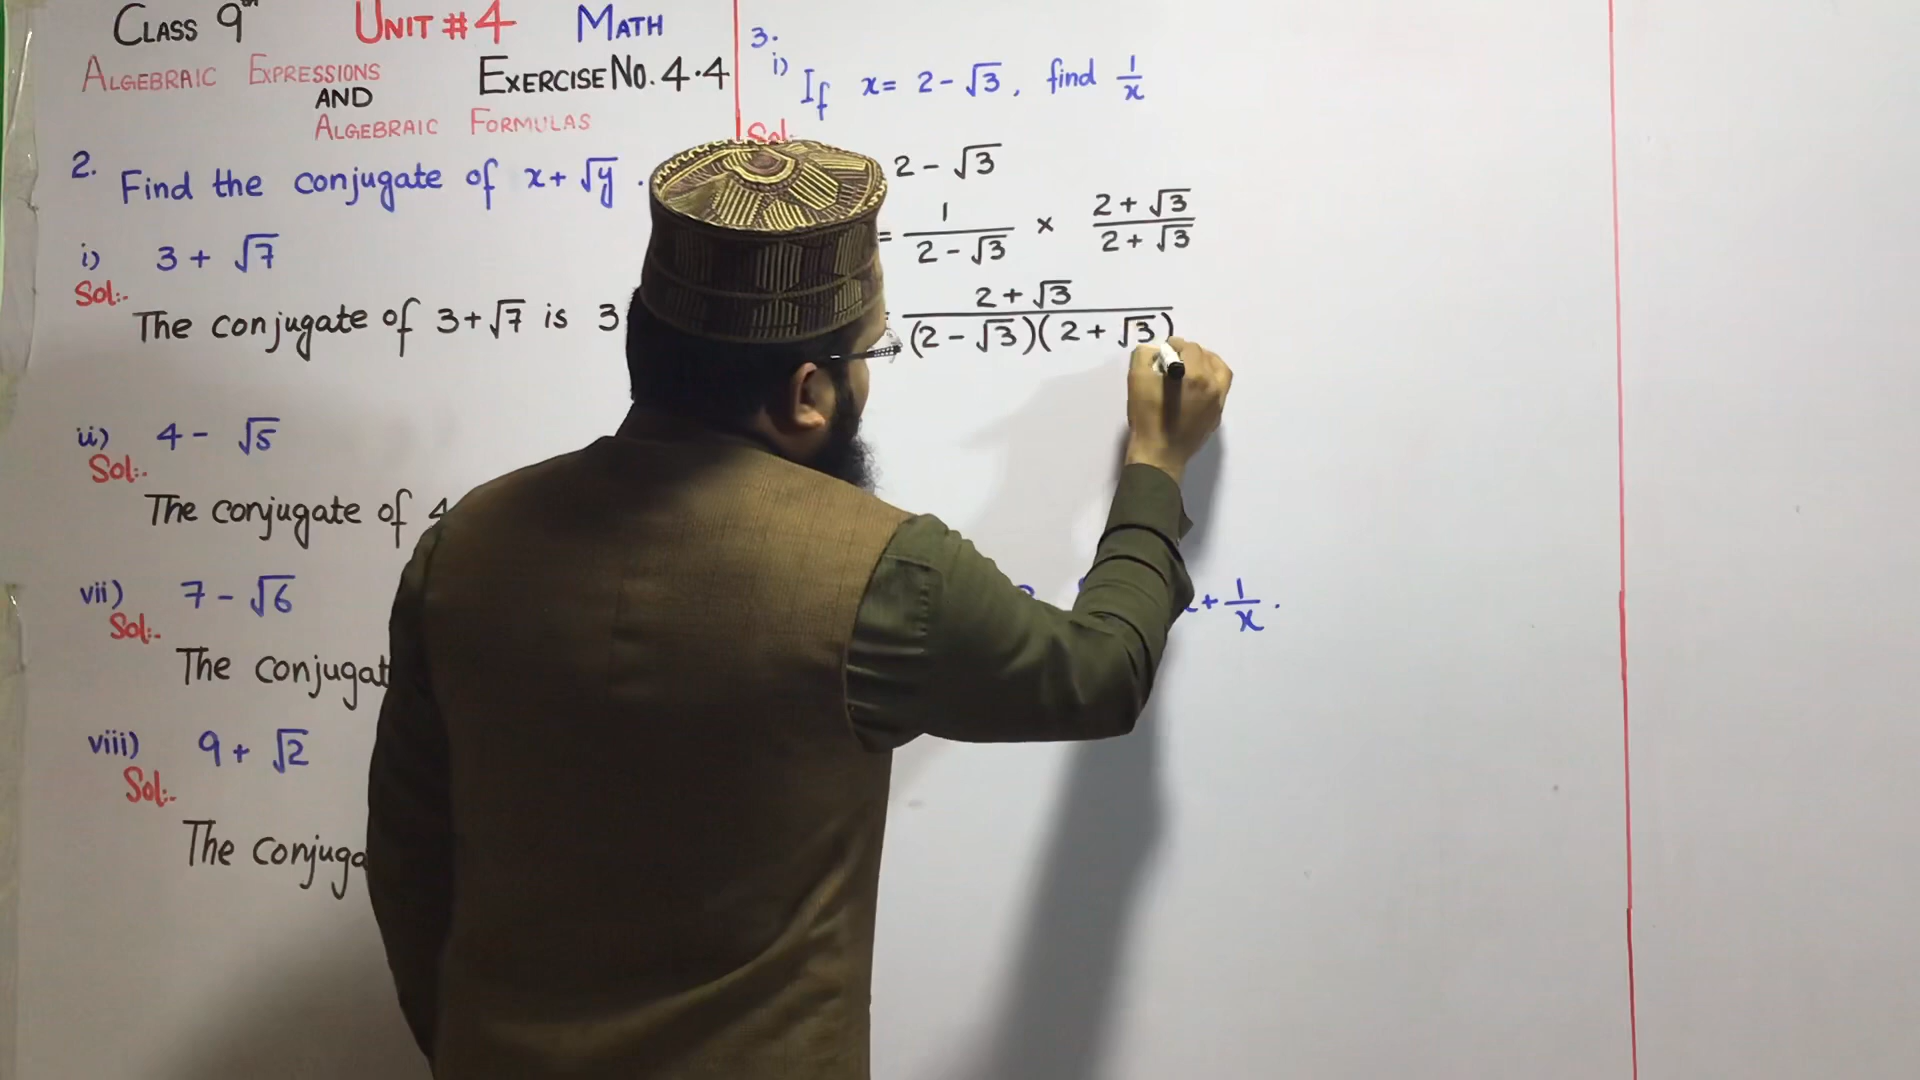 CLASS 9th UNIT #4 MATH
ALGEBRAIC EXPRESSIONS
AND
ALGEBRAIC FORMULAS
EXERCISE NO. 4.4
2. Find the conjugate of x + √y .
i) 3 + √7
Sol:-
The conjugate of 3+√7 is 3
ii) 4 - √5
Sol:-
The conjugate of 4
vii) 7 - √6
Sol:-
The conjugat
viii) 9 + √2
Sol:-
The conjuga
3.
i) If x = 2 - √3 , find 1/x
Sol:
2 - √3
= 1/(2 - √3) × (2 + √3)/(2 + √3)
= (2 + √3)/((2 - √3)(2 + √3))
+ 1/x .